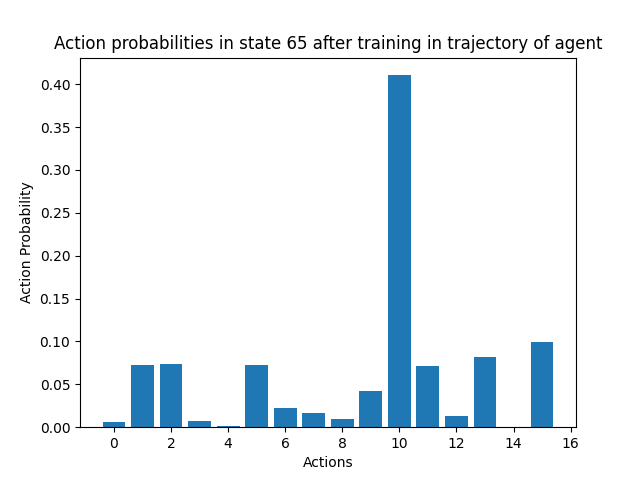 Action probabilities in state 65 after training in trajectory of agent
0.40
0.35
0.30
0.25
0.20
0.15
0.10
0.05
0.00
Action Probability
0 2 4 6 8 10 12 14 16
Actions